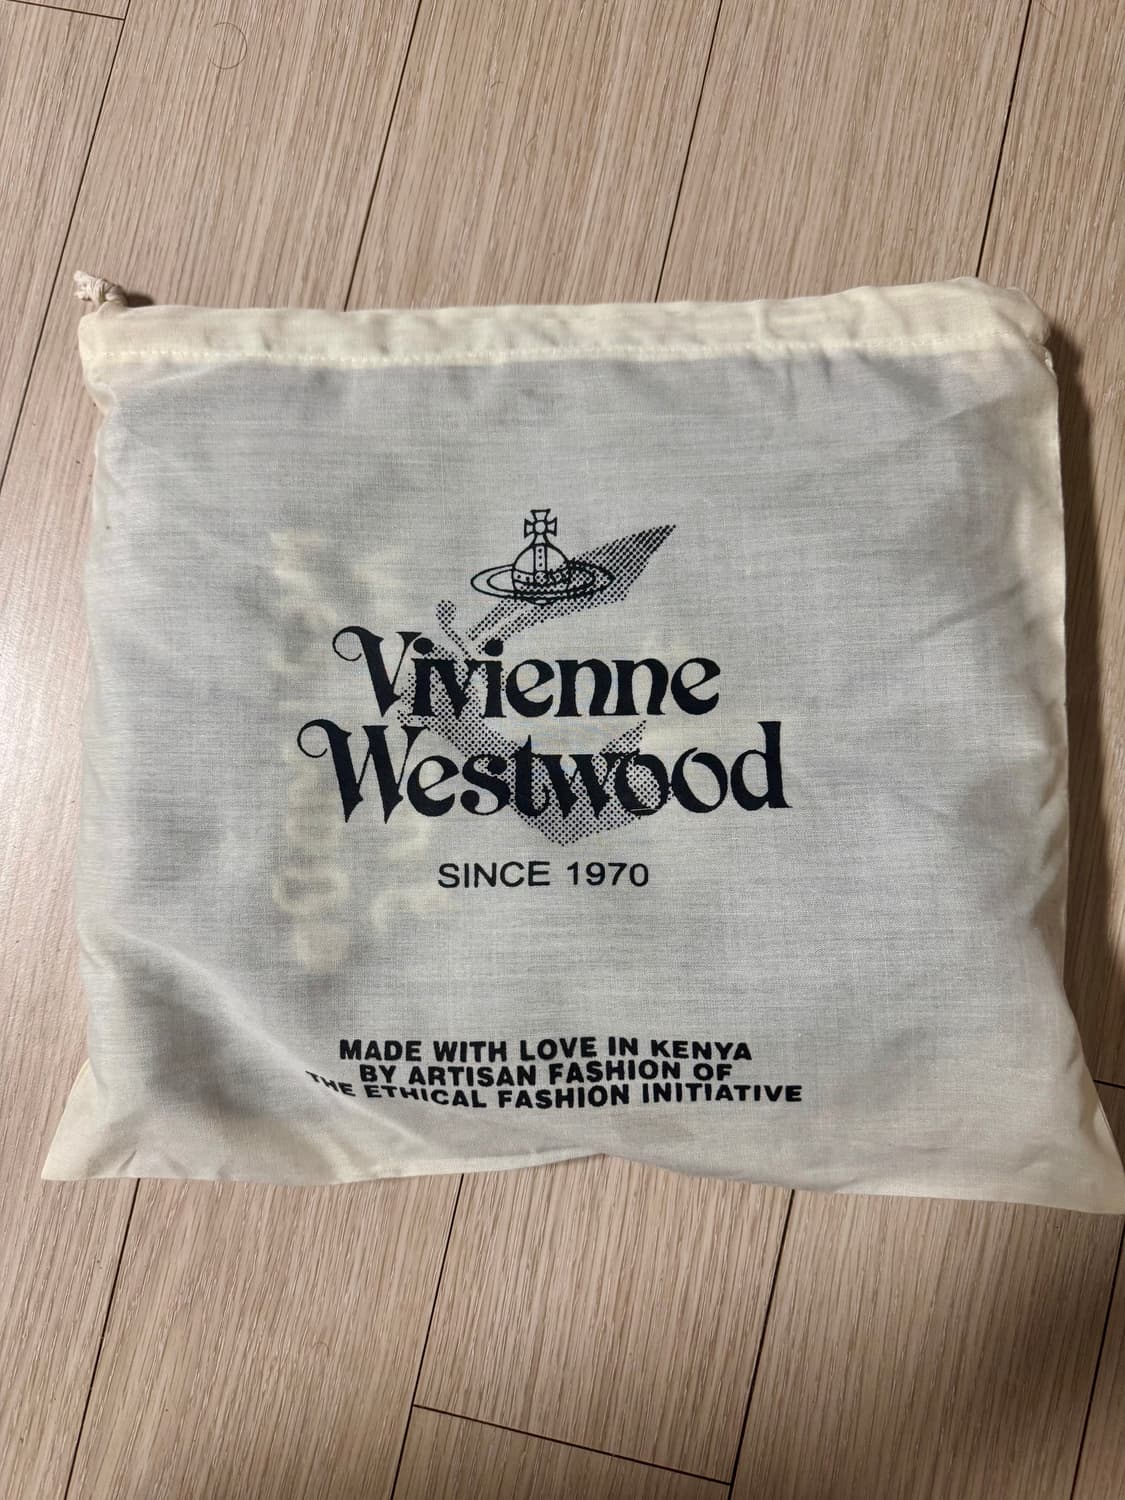 Vivienne
Westwood
SINCE 1970
MADE WITH LOVE IN KENYA
BY ARTISAN FASHION OF
THE ETHICAL FASHION INITIATIVE